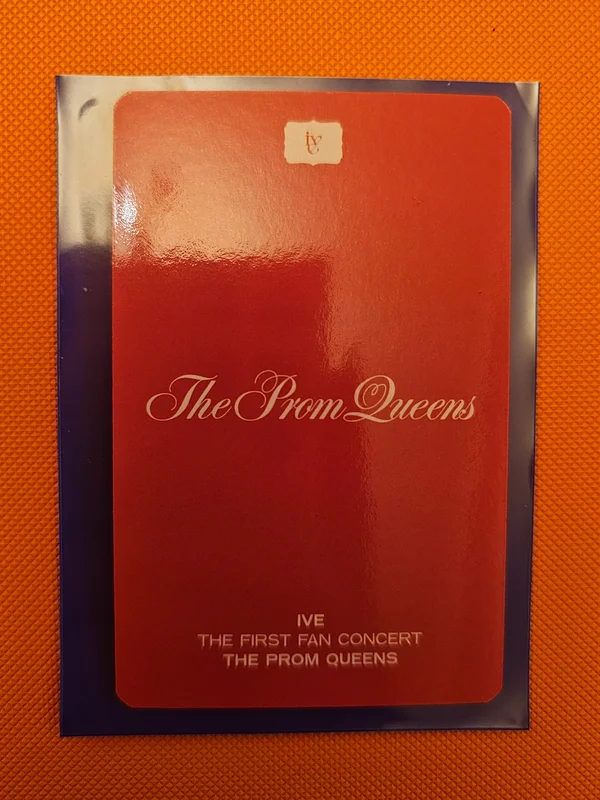 ive
The Prom Queens
IVE
THE FIRST FAN CONCERT
THE PROM QUEENS